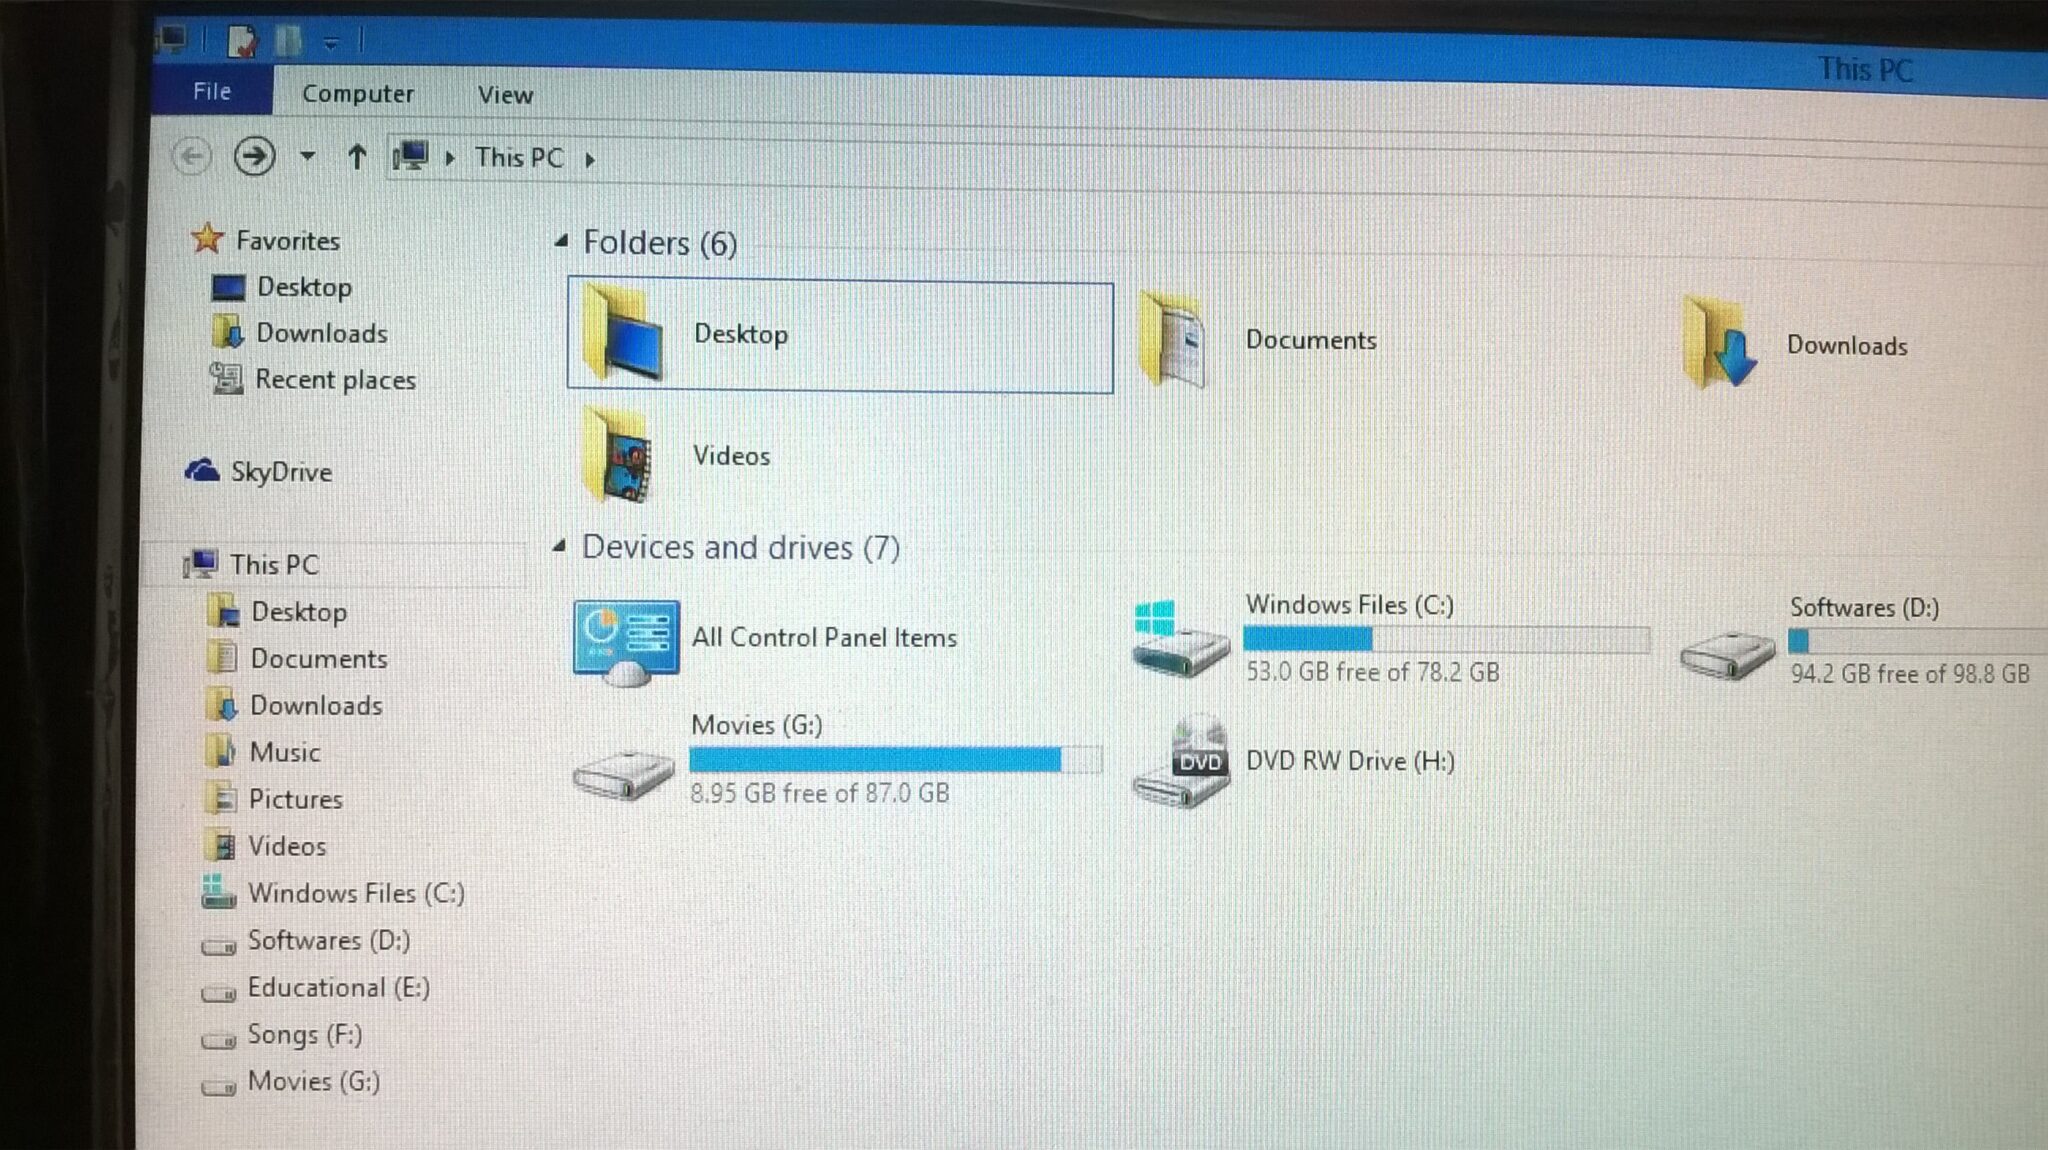 This PC
File Computer View
This PC
Favorites
Desktop
Downloads
Recent places
SkyDrive
This PC
Desktop
Documents
Downloads
Music
Pictures
Videos
Windows Files (C:)
Softwares (D:)
Educational (E:)
Songs (F:)
Movies (G:)
Folders (6)
Desktop
Documents
Downloads
Videos
Devices and drives (7)
All Control Panel Items
Windows Files (C:)
53.0 GB free of 78.2 GB
Softwares (D:)
94.2 GB free of 98.8 GB
Movies (G:)
8.95 GB free of 87.0 GB
DVD
DVD RW Drive (H:)